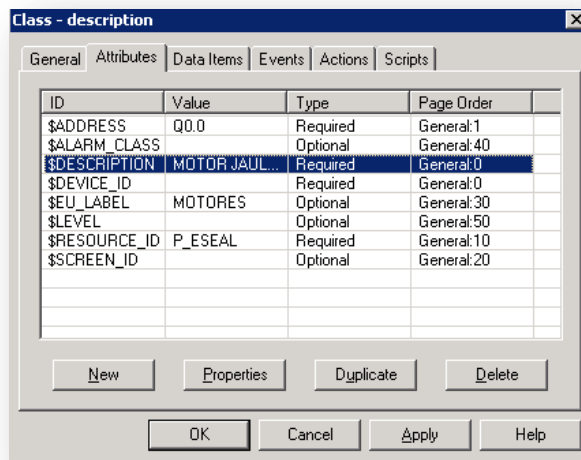 Class - description
General Attributes Data Items Events Actions Scripts
ID Value Type Page Order
$ADDRESS Q0.0 Required General:1
$ALARM_CLASS Optional General:40
$DESCRIPTION MOTOR JAUL... Required General:0
$DEVICE_ID Required General:0
$EU_LABEL MOTORES Optional General:30
$LEVEL Optional General:50
$RESOURCE_ID P_ESEAL Required General:10
$SCREEN_ID Optional General:20
New Properties Duplicate Delete
OK Cancel Apply Help